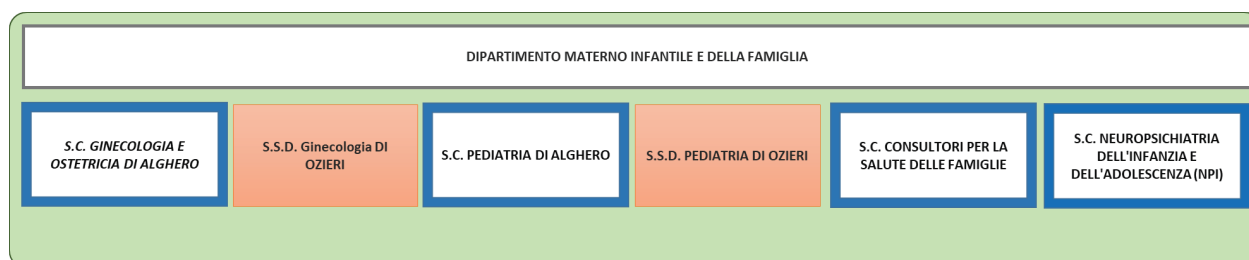 DIPARTIMENTO MATERNO INFANTILE E DELLA FAMIGLIA
S.C. GINECOLOGIA E
OSTETRICIA DI ALGHERO
S.S.D. Ginecologia DI
OZIERI
S.C. PEDIATRIA DI ALGHERO
S.S.D. PEDIATRIA DI OZIERI
S.C. CONSULTORI PER LA
SALUTE DELLE FAMIGLIE
S.C. NEUROPSICHIATRIA
DELL'INFANZIA E
DELL'ADOLESCENZA (NPI)